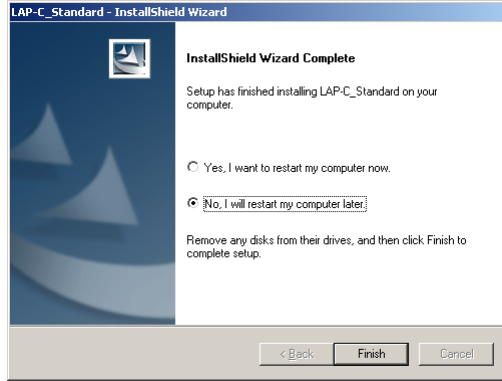 LAP-C_Standard - InstallShield Wizard
InstallShield Wizard Complete
Setup has finished installing LAP-C_Standard on your
computer.
Yes, I want to restart my computer now.
No, I will restart my computer later.
Remove any disks from their drives, and then click Finish to
complete setup.
< Back Finish Cancel